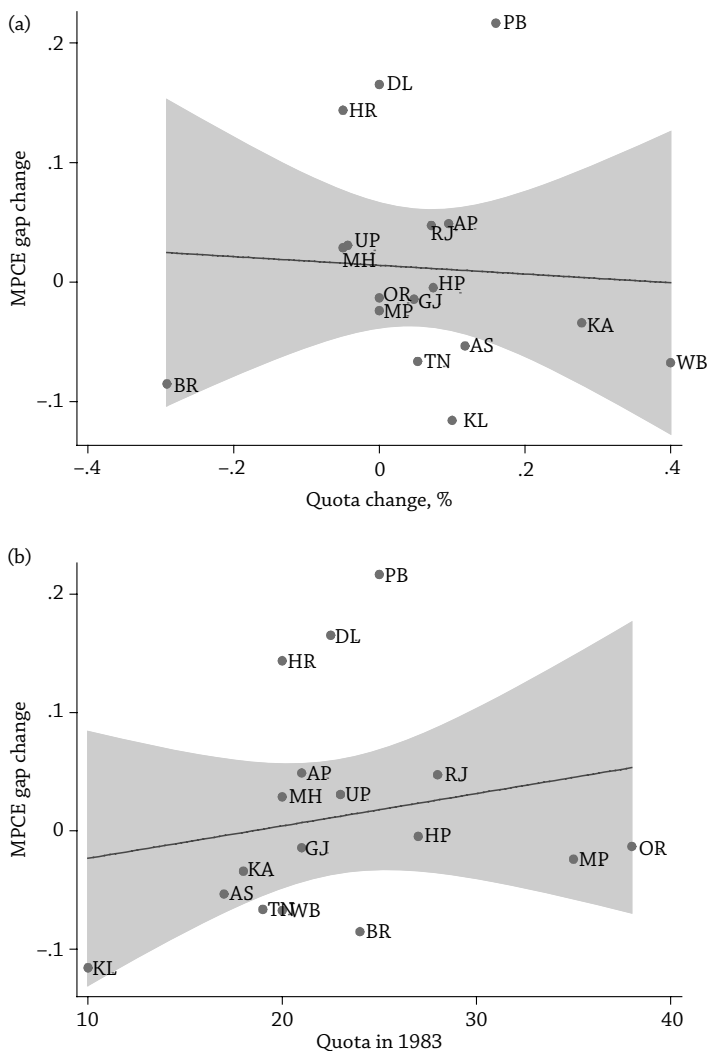 (a)
MPCE gap change
.2
.1
0
−.1
PB
DL
HR
AP
RJ
UP
MH
HP
OR
GJ
MP
KA
AS
TN
WB
BR
KL
−.4
−.2
0
.2
.4
Quota change, %
(b)
MPCE gap change
.2
.1
0
−.1
PB
DL
HR
AP
RJ
MH
UP
HP
GJ
OR
MP
KA
AS
TN
WB
BR
KL
10
20
30
40
Quota in 1983